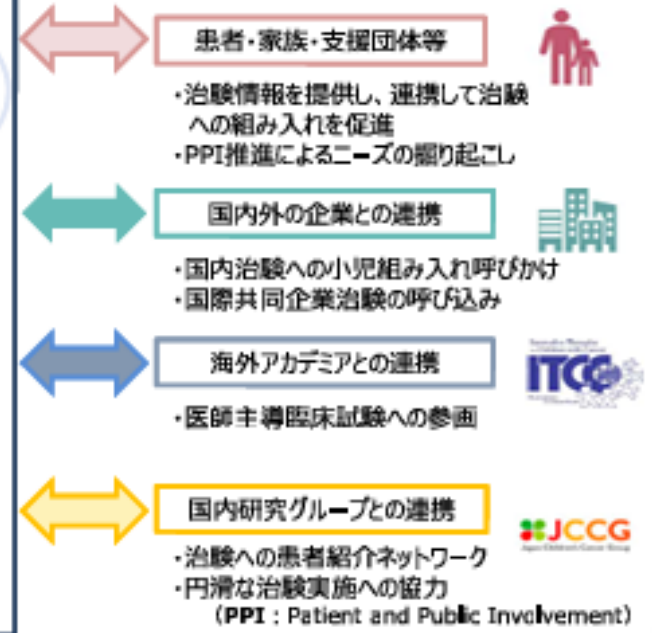 患者・家族・支援団体等
・治験情報を提供し、連携して治験
への組み入れを促進
・PPI推進によるニーズの掘り起こし
国内外の企業との連携
・国内治験への小児組み入れ呼びかけ
・国際共同企業治験の呼び込み
海外アカデミアとの連携
ITCC
・医師主導臨床試験への参画
国内研究グループとの連携
JCCG
Japan Children's Cancer Group
・治験への患者紹介ネットワーク
・円滑な治験実施への協力
（PPI：Patient and Public Involvement）